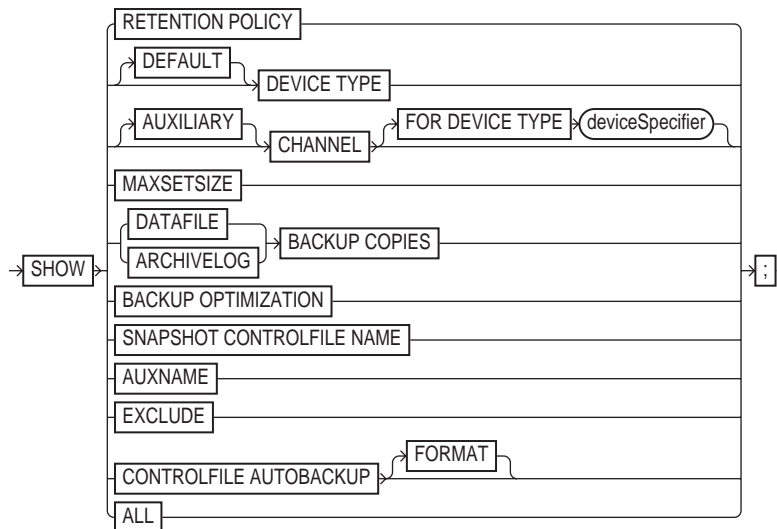 RETENTION POLICY
DEFAULT
DEVICE TYPE
AUXILIARY
CHANNEL
FOR DEVICE TYPE
deviceSpecifier
MAXSETSIZE
DATAFILE
ARCHIVELOG
BACKUP COPIES
SHOW
;
BACKUP OPTIMIZATION
SNAPSHOT CONTROLFILE NAME
AUXNAME
EXCLUDE
CONTROLFILE AUTOBACKUP
FORMAT
ALL